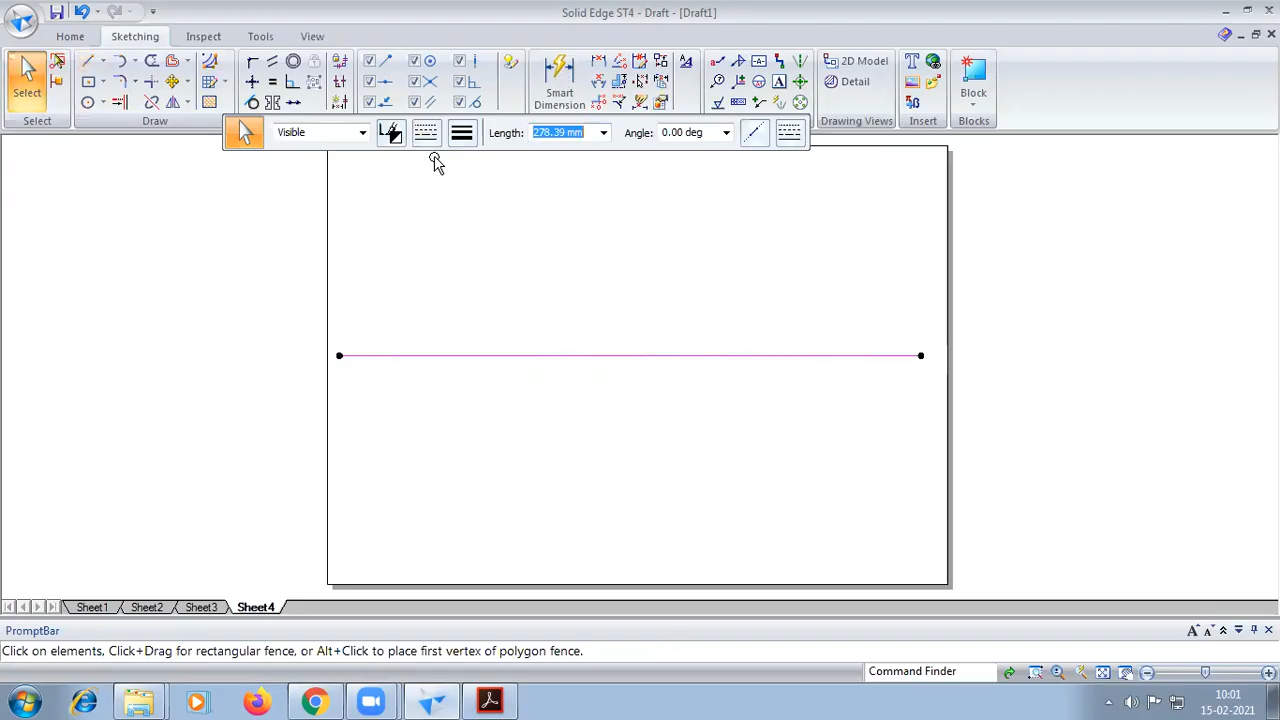 Solid Edge ST4 - Draft - [Draft1]
Home Sketching Inspect Tools View
Select
Smart
Dimension
2D Model
Detail
Block
Select Draw Drawing Views Insert Blocks
Visible Length: 278.39 mm Angle: 0.00 deg
Sheet1 Sheet2 Sheet3 Sheet4
PromptBar
Click on elements, Click+Drag for rectangular fence, or Alt+Click to place first vertex of polygon fence.
Command Finder
10:01
15-02-2021